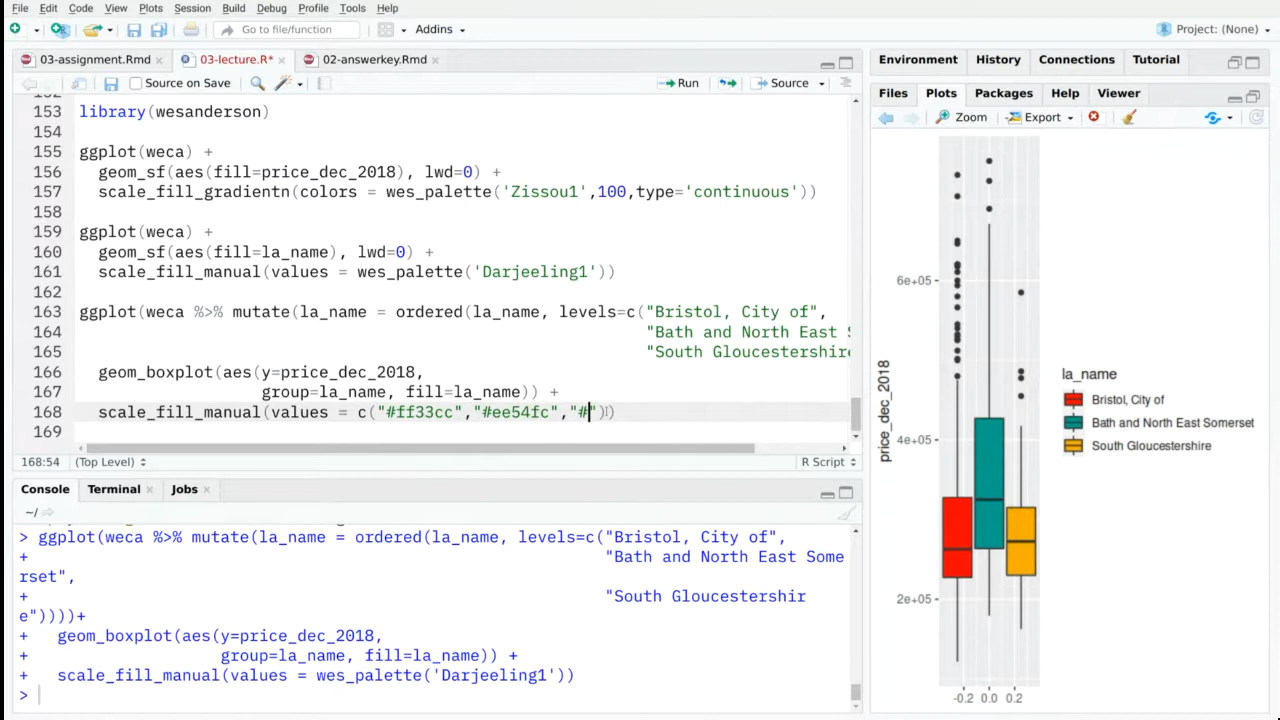 File Edit Code View Plots Session Build Debug Profile Tools Help
Go to file/function Addins Project: (None)
03-assignment.Rmd 03-lecture.R* 02-answerkey.Rmd
Source on Save Run Source
153 library(wesanderson)
154
155 ggplot(weca) +
156 geom_sf(aes(fill=price_dec_2018), lwd=0) +
157 scale_fill_gradientn(colors = wes_palette('Zissou1',100,type='continuous'))
158
159 ggplot(weca) +
160 geom_sf(aes(fill=la_name), lwd=0) +
161 scale_fill_manual(values = wes_palette('Darjeeling1'))
162
163 ggplot(weca %>% mutate(la_name = ordered(la_name, levels=c("Bristol, City of",
164 "Bath and North East
165 "South Gloucestershire
166 geom_boxplot(aes(y=price_dec_2018,
167 group=la_name, fill=la_name)) +
168 scale_fill_manual(values = c("#ff33cc","#ee54fc","#"))
169
168:54 (Top Level) R Script
Console Terminal Jobs
~/
> ggplot(weca %>% mutate(la_name = ordered(la_name, levels=c("Bristol, City of",
+ "Bath and North East Some
rset",
+ "South Gloucestershir
e"))))+
+ geom_boxplot(aes(y=price_dec_2018,
+ group=la_name, fill=la_name)) +
+ scale_fill_manual(values = wes_palette('Darjeeling1'))
>
Environment History Connections Tutorial
Files Plots Packages Help Viewer
Zoom Export
price_dec_2018
6e+05
4e+05
2e+05
-0.2 0.0 0.2
la_name
Bristol, City of
Bath and North East Somerset
South Gloucestershire